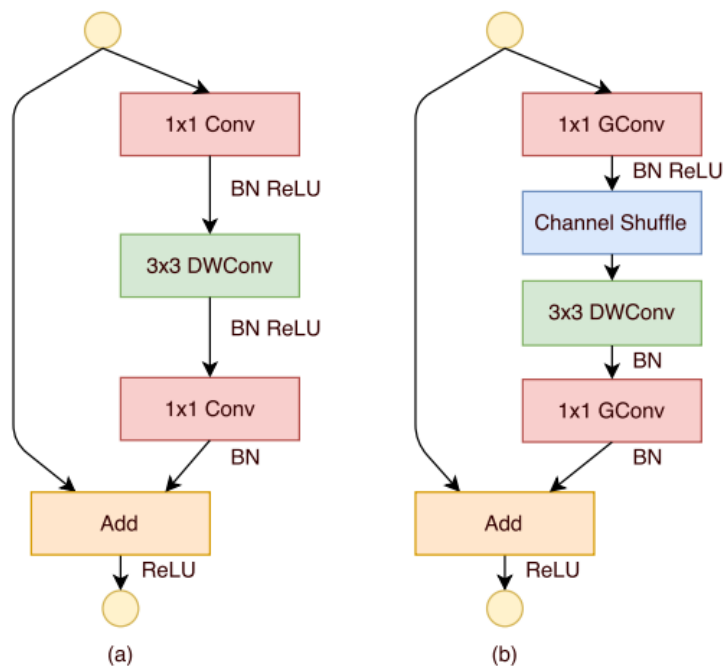 1x1 Conv
BN ReLU
3x3 DWConv
BN ReLU
1x1 Conv
BN
Add
ReLU
(a)
1x1 GConv
BN ReLU
Channel Shuffle
3x3 DWConv
BN
1x1 GConv
BN
Add
ReLU
(b)